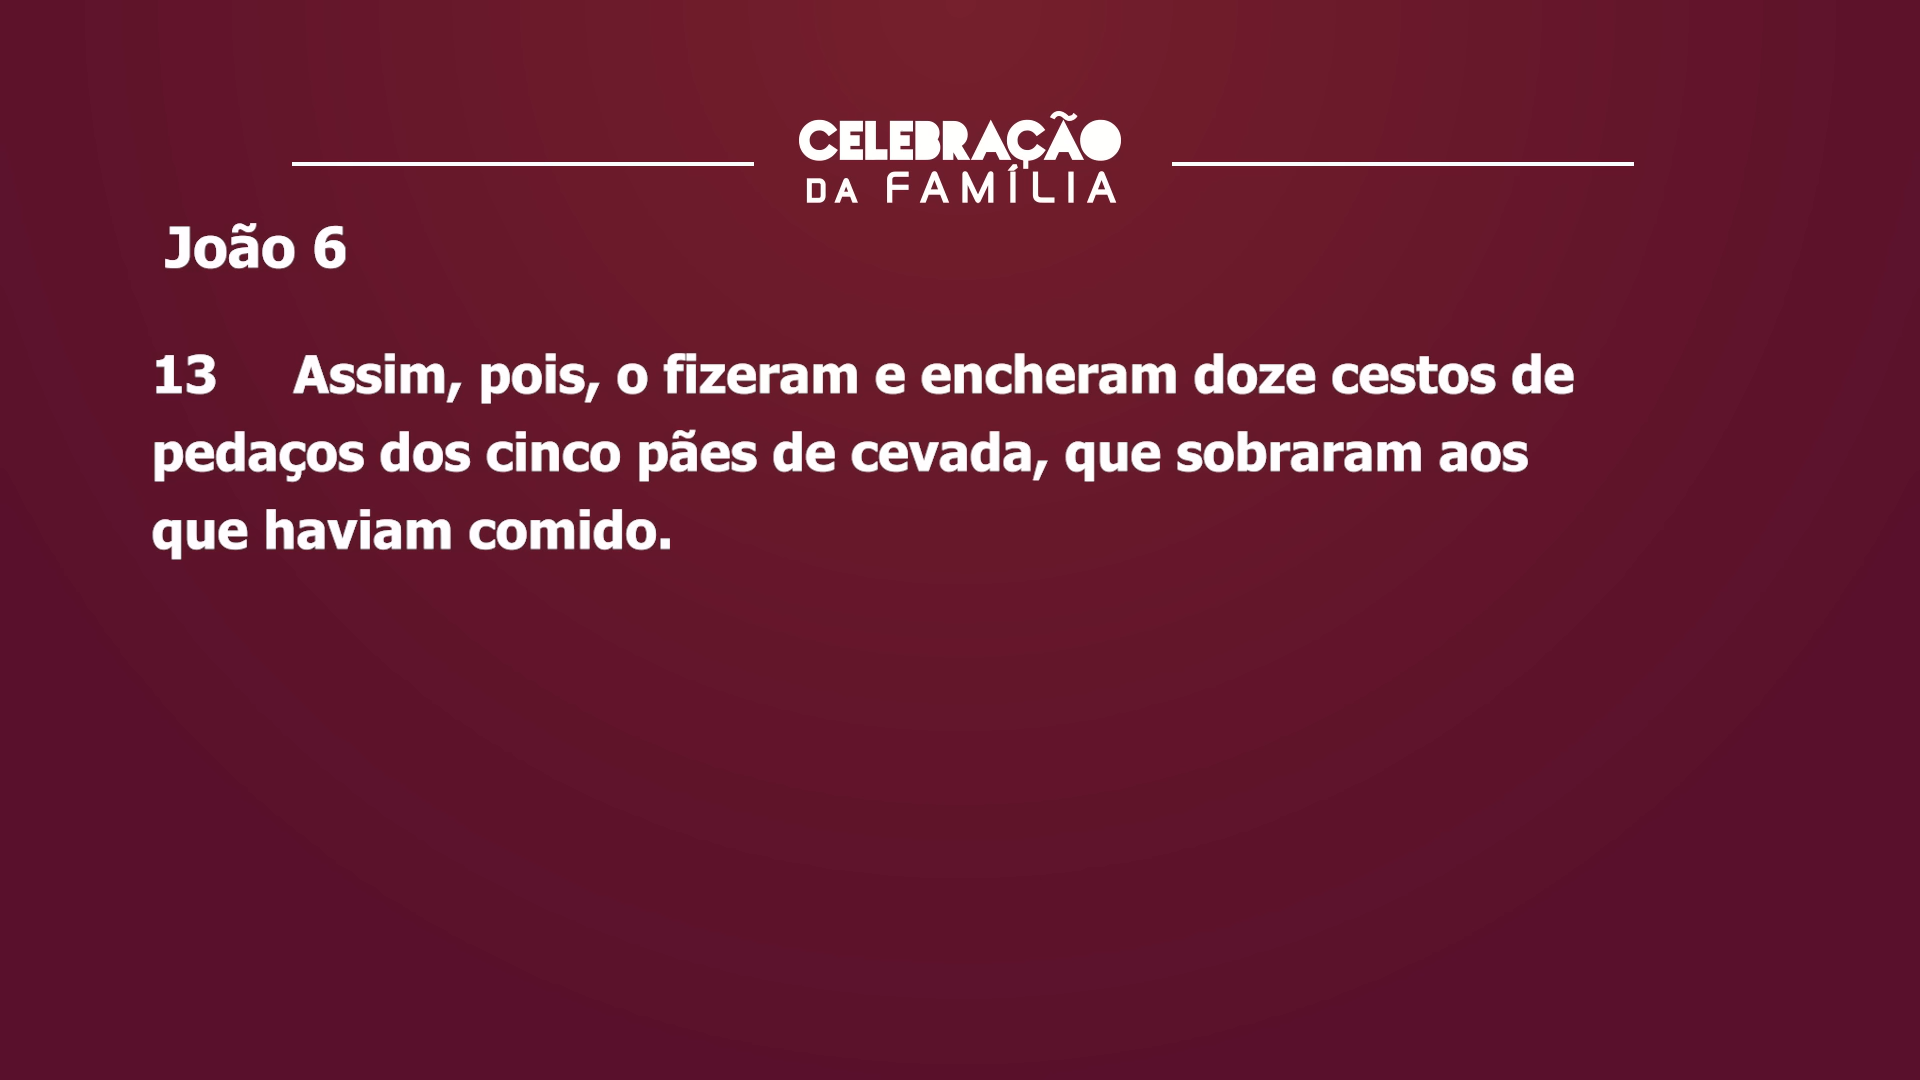 CELEBRAÇÃO
DA FAMÍLIA
João 6
13 Assim, pois, o fizeram e encheram doze cestos de
pedaços dos cinco pães de cevada, que sobraram aos
que haviam comido.